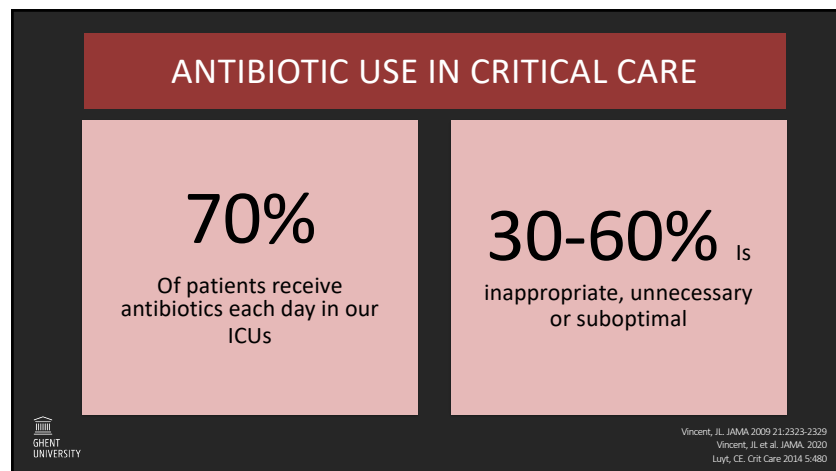 ANTIBIOTIC USE IN CRITICAL CARE
70%
Of patients receive
antibiotics each day in our
ICUs
30-60% Is
inappropriate, unnecessary
or suboptimal
GHENT
UNIVERSITY
Vincent, JL. JAMA 2009 21:2323-2329
Vincent, JL et al. JAMA. 2020
Luyt, CE. Crit Care 2014 5:480